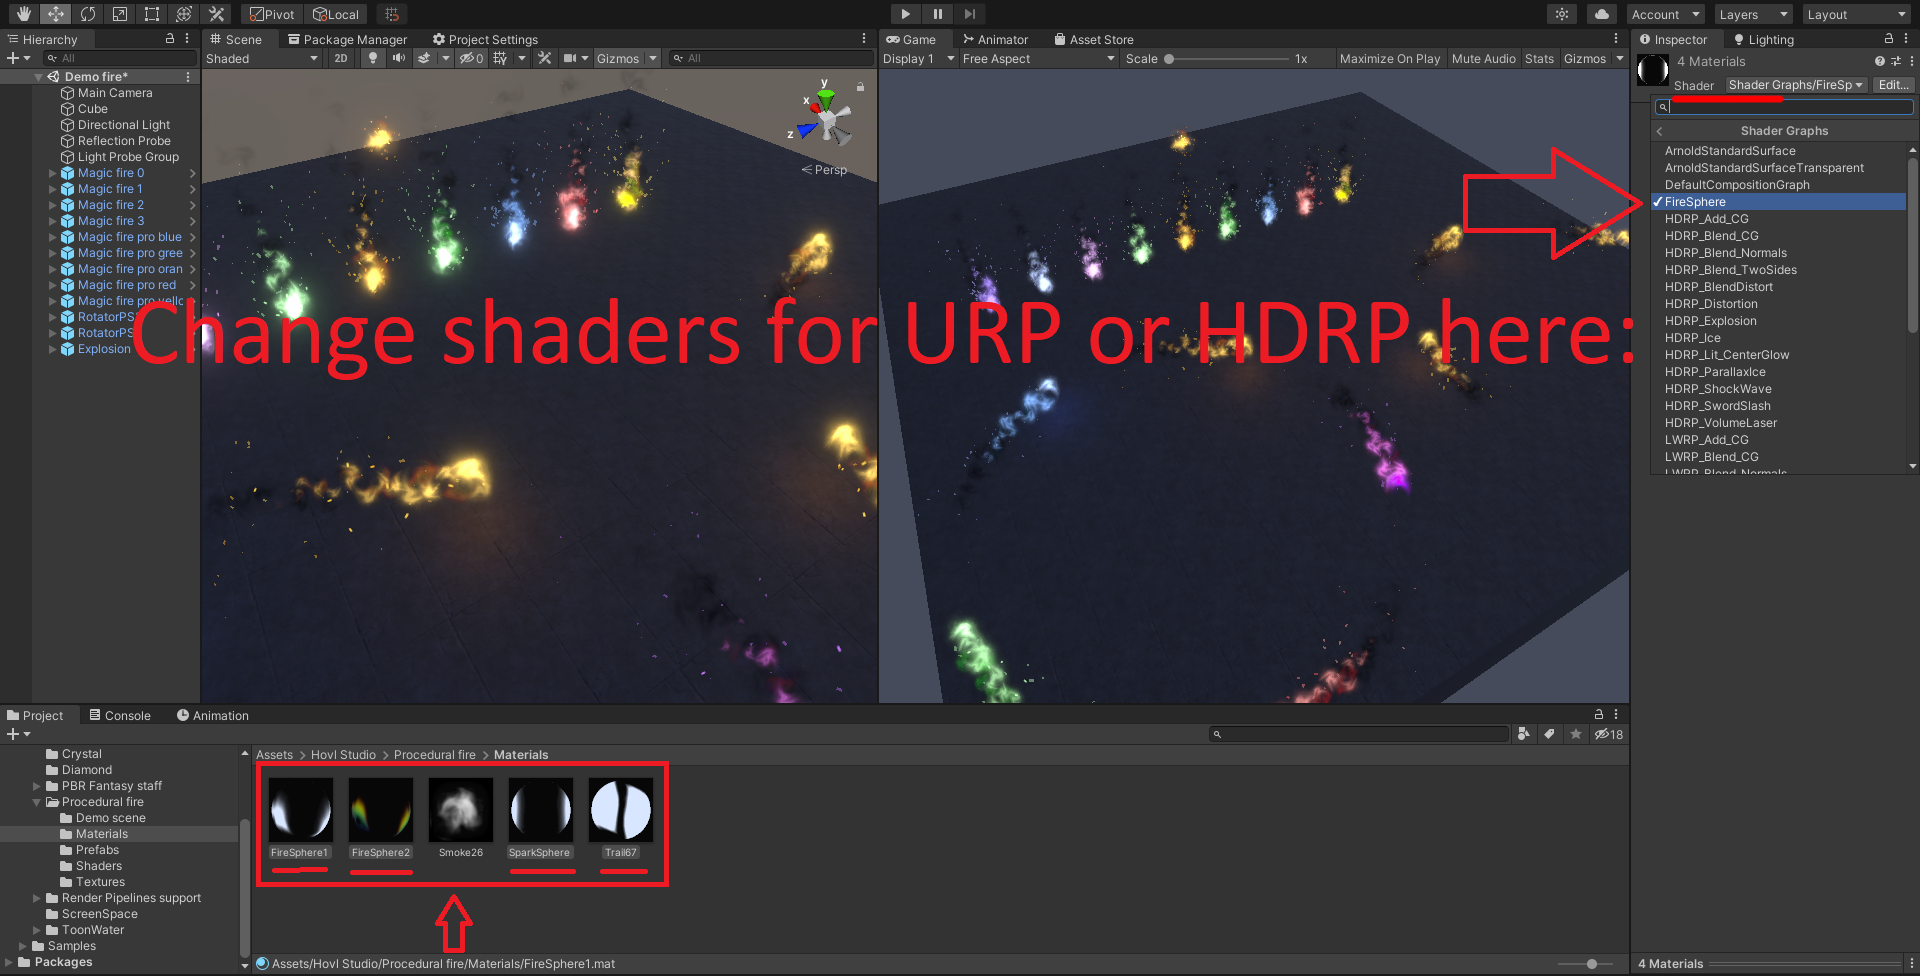 Pivot
Local
Account
Layers
Layout
Hierarchy
Scene
Package Manager
Project Settings
Game
Animator
Asset Store
Inspector
Lighting
All
Shaded
2D
0
Gizmos
All
Display 1
Free Aspect
Scale
1x
Maximize On Play
Mute Audio
Stats
Gizmos
4 Materials
Shader
Shader Graphs/FireSp
Edit...
Demo fire*
Main Camera
Cube
Directional Light
Reflection Probe
Light Probe Group
Magic fire 0
Magic fire 1
Magic fire 2
Magic fire 3
Magic fire pro blue
Magic fire pro gree
Magic fire pro oran
Magic fire pro red
Magic fire pro yello
RotatorPS
RotatorPS
Explosion
y
x
z
Persp
Change shaders for URP or HDRP here:
Shader Graphs
ArnoldStandardSurface
ArnoldStandardSurfaceTransparent
DefaultCompositionGraph
FireSphere
HDRP_Add_CG
HDRP_Blend_CG
HDRP_Blend_Normals
HDRP_Blend_TwoSides
HDRP_BlendDistort
HDRP_Distortion
HDRP_Explosion
HDRP_Ice
HDRP_Lit_CenterGlow
HDRP_ParallaxIce
HDRP_ShockWave
HDRP_SwordSlash
HDRP_VolumeLaser
LWRP_Add_CG
LWRP_Blend_CG
LWRP_Blend_Normals
Project
Console
Animation
18
Crystal
Diamond
PBR Fantasy staff
Procedural fire
Demo scene
Materials
Prefabs
Shaders
Textures
Render Pipelines support
ScreenSpace
ToonWater
Samples
Packages
Assets > Hovl Studio > Procedural fire > Materials
FireSphere1
FireSphere2
Smoke26
SparkSphere
Trail67
Assets/Hovl Studio/Procedural fire/Materials/FireSphere1.mat
4 Materials